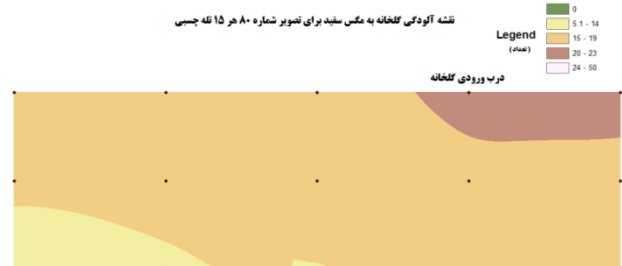 نقشه آلودگی گلخانه به مگس سفید برای تصویر شماره ۸۰ هر ۱۵ تله چسبی
Legend
(تعداد)
0
5.1 - 14
15 - 19
20 - 23
24 - 50
درب ورودی گلخانه